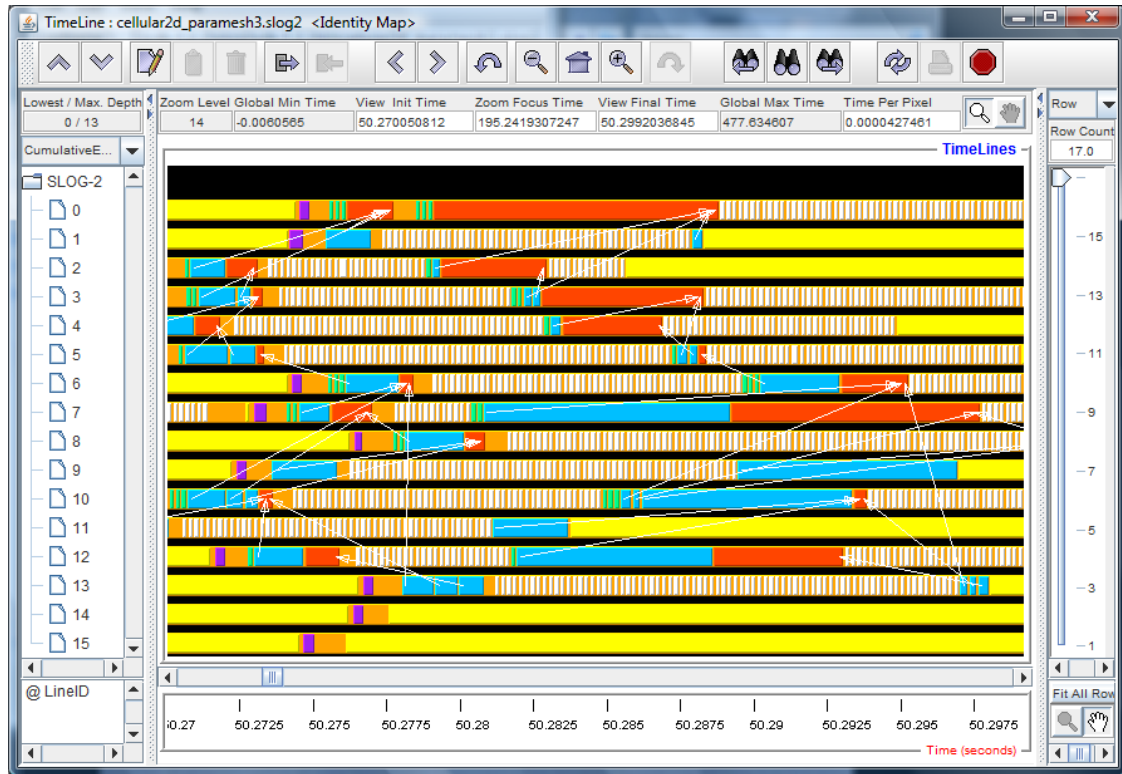 TimeLine : cellular2d_paramesh3.slog2 <Identity Map>
Lowest / Max. Depth
0 / 13
Zoom Level Global Min Time View Init Time Zoom Focus Time View Final Time Global Max Time Time Per Pixel
14 -0.0060565 50.270050812 195.2419307247 50.2992036845 477.634607 0.0000427461
Row
Row Count
17.0
CumulativeE...
TimeLines
SLOG-2
0
1
2
3
4
5
6
7
8
9
10
11
12
13
14
15
15
13
11
9
7
5
3
1
@ LineID
Fit All Row
50.2725 50.275 50.2775 50.28 50.2825 50.285 50.2875 50.29 50.2925 50.295 50.2975
Time (seconds)